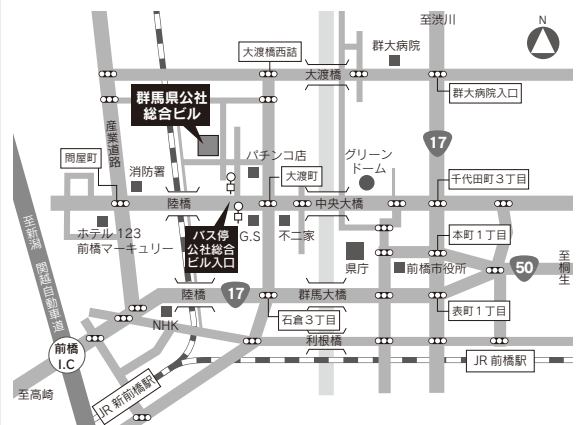 至渋川
N
群大病院
大渡橋西詰
大渡橋
群馬県公社
総合ビル
群大病院入口
産業道路
17
問屋町
消防署
パチンコ店
グリーン
ドーム
大渡町
千代田町3丁目
陸橋
中央大橋
ホテル123
前橋マーキュリー
バス停
公社総合
ビル入口
G.S
不二家
本町1丁目
県庁
前橋市役所
50
至桐生
至新潟 関越自動車道
陸橋
17
群馬大橋
NHK
石倉3丁目
表町1丁目
利根橋
前橋
I.C
JR前橋駅
至高崎
JR新前橋駅